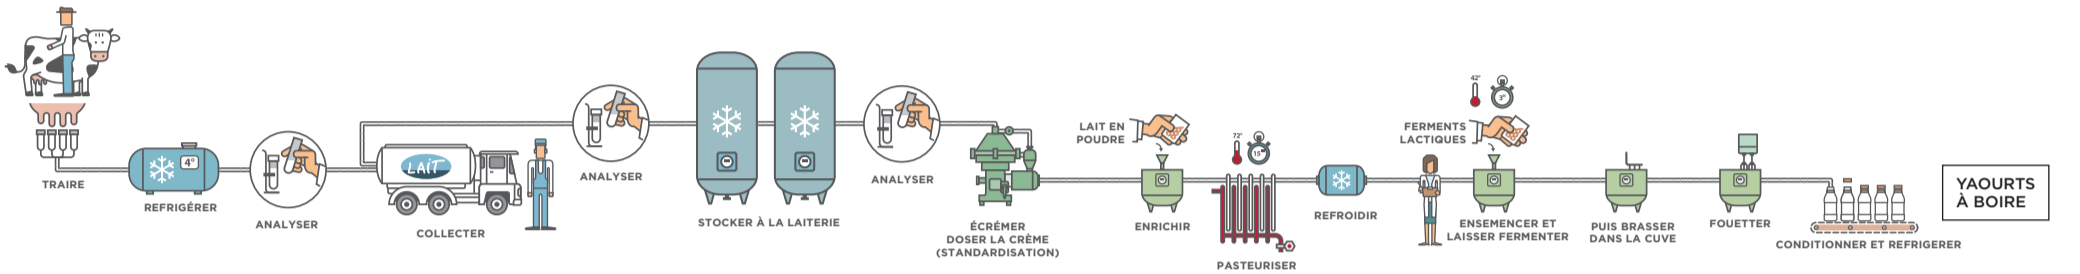 TRAIRE
4°
REFRIGÉRER
ANALYSER
LAiT
COLLECTER
ANALYSER
STOCKER À LA LAITERIE
ANALYSER
ÉCRÉMER
DOSER LA CRÈME
(STANDARDISATION)
LAIT EN
POUDRE
ENRICHIR
72°
15"
PASTEURISER
REFROIDIR
FERMENTS
LACTIQUES
42°
3H
ENSEMENCER ET
LAISSER FERMENTER
PUIS BRASSER
DANS LA CUVE
FOUETTER
CONDITIONNER ET REFRIGERER
YAOURTS
À BOIRE